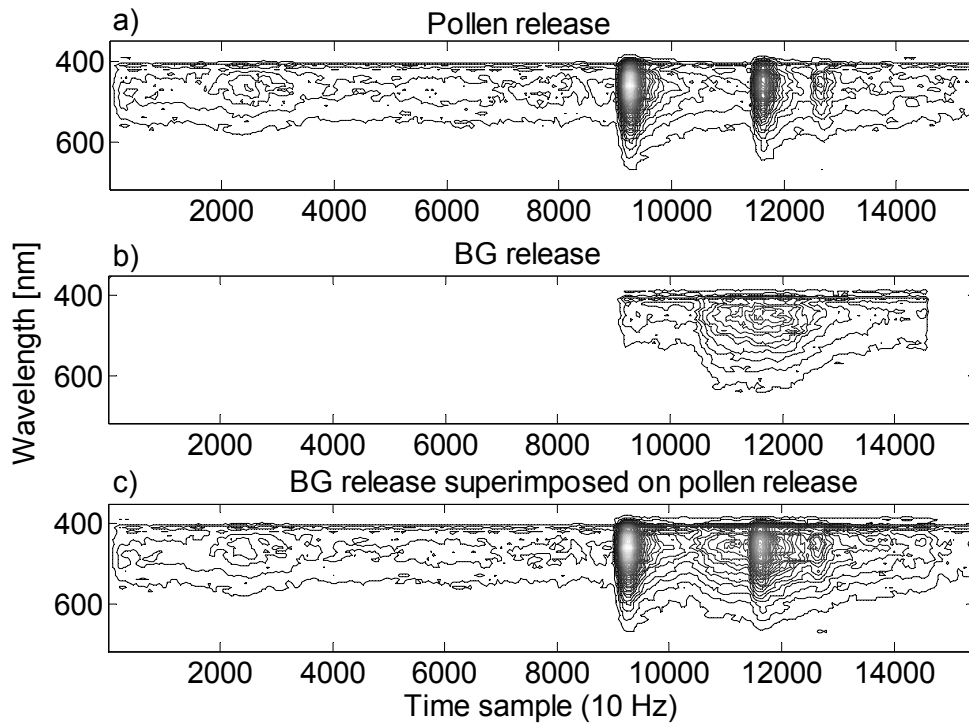 a) Pollen release
400
600
2000 4000 6000 8000 10000 12000 14000
b) BG release
Wavelength [nm]
400
600
2000 4000 6000 8000 10000 12000 14000
c) BG release superimposed on pollen release
400
600
2000 4000 6000 8000 10000 12000 14000
Time sample (10 Hz)